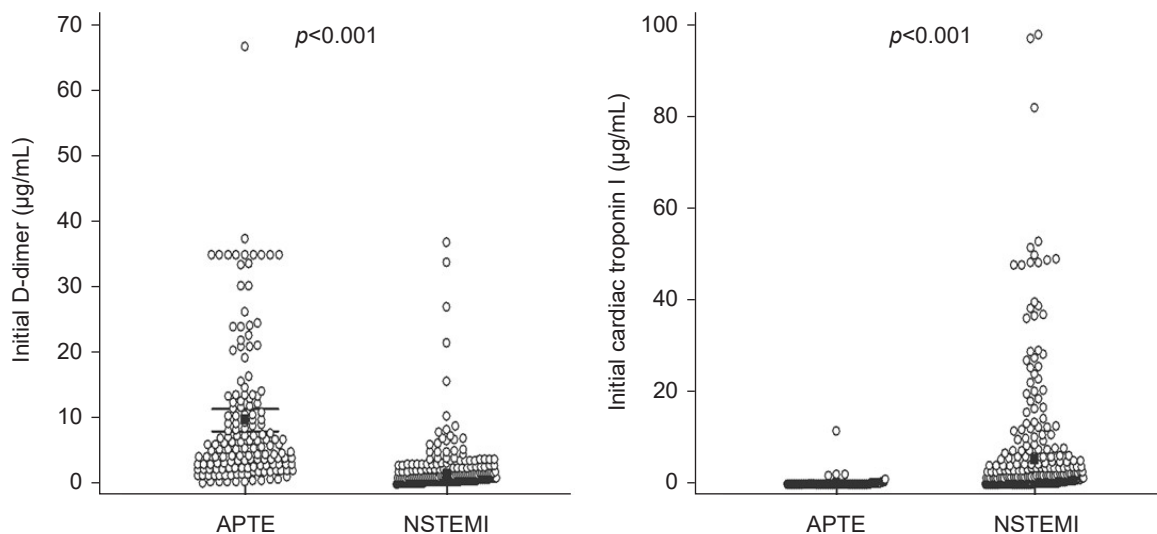 Initial D-dimer (µg/mL)
70
60
50
40
30
20
10
0
p<0.001
APTE
NSTEMI
Initial cardiac troponin I (µg/mL)
100
80
60
40
20
0
p<0.001
APTE
NSTEMI